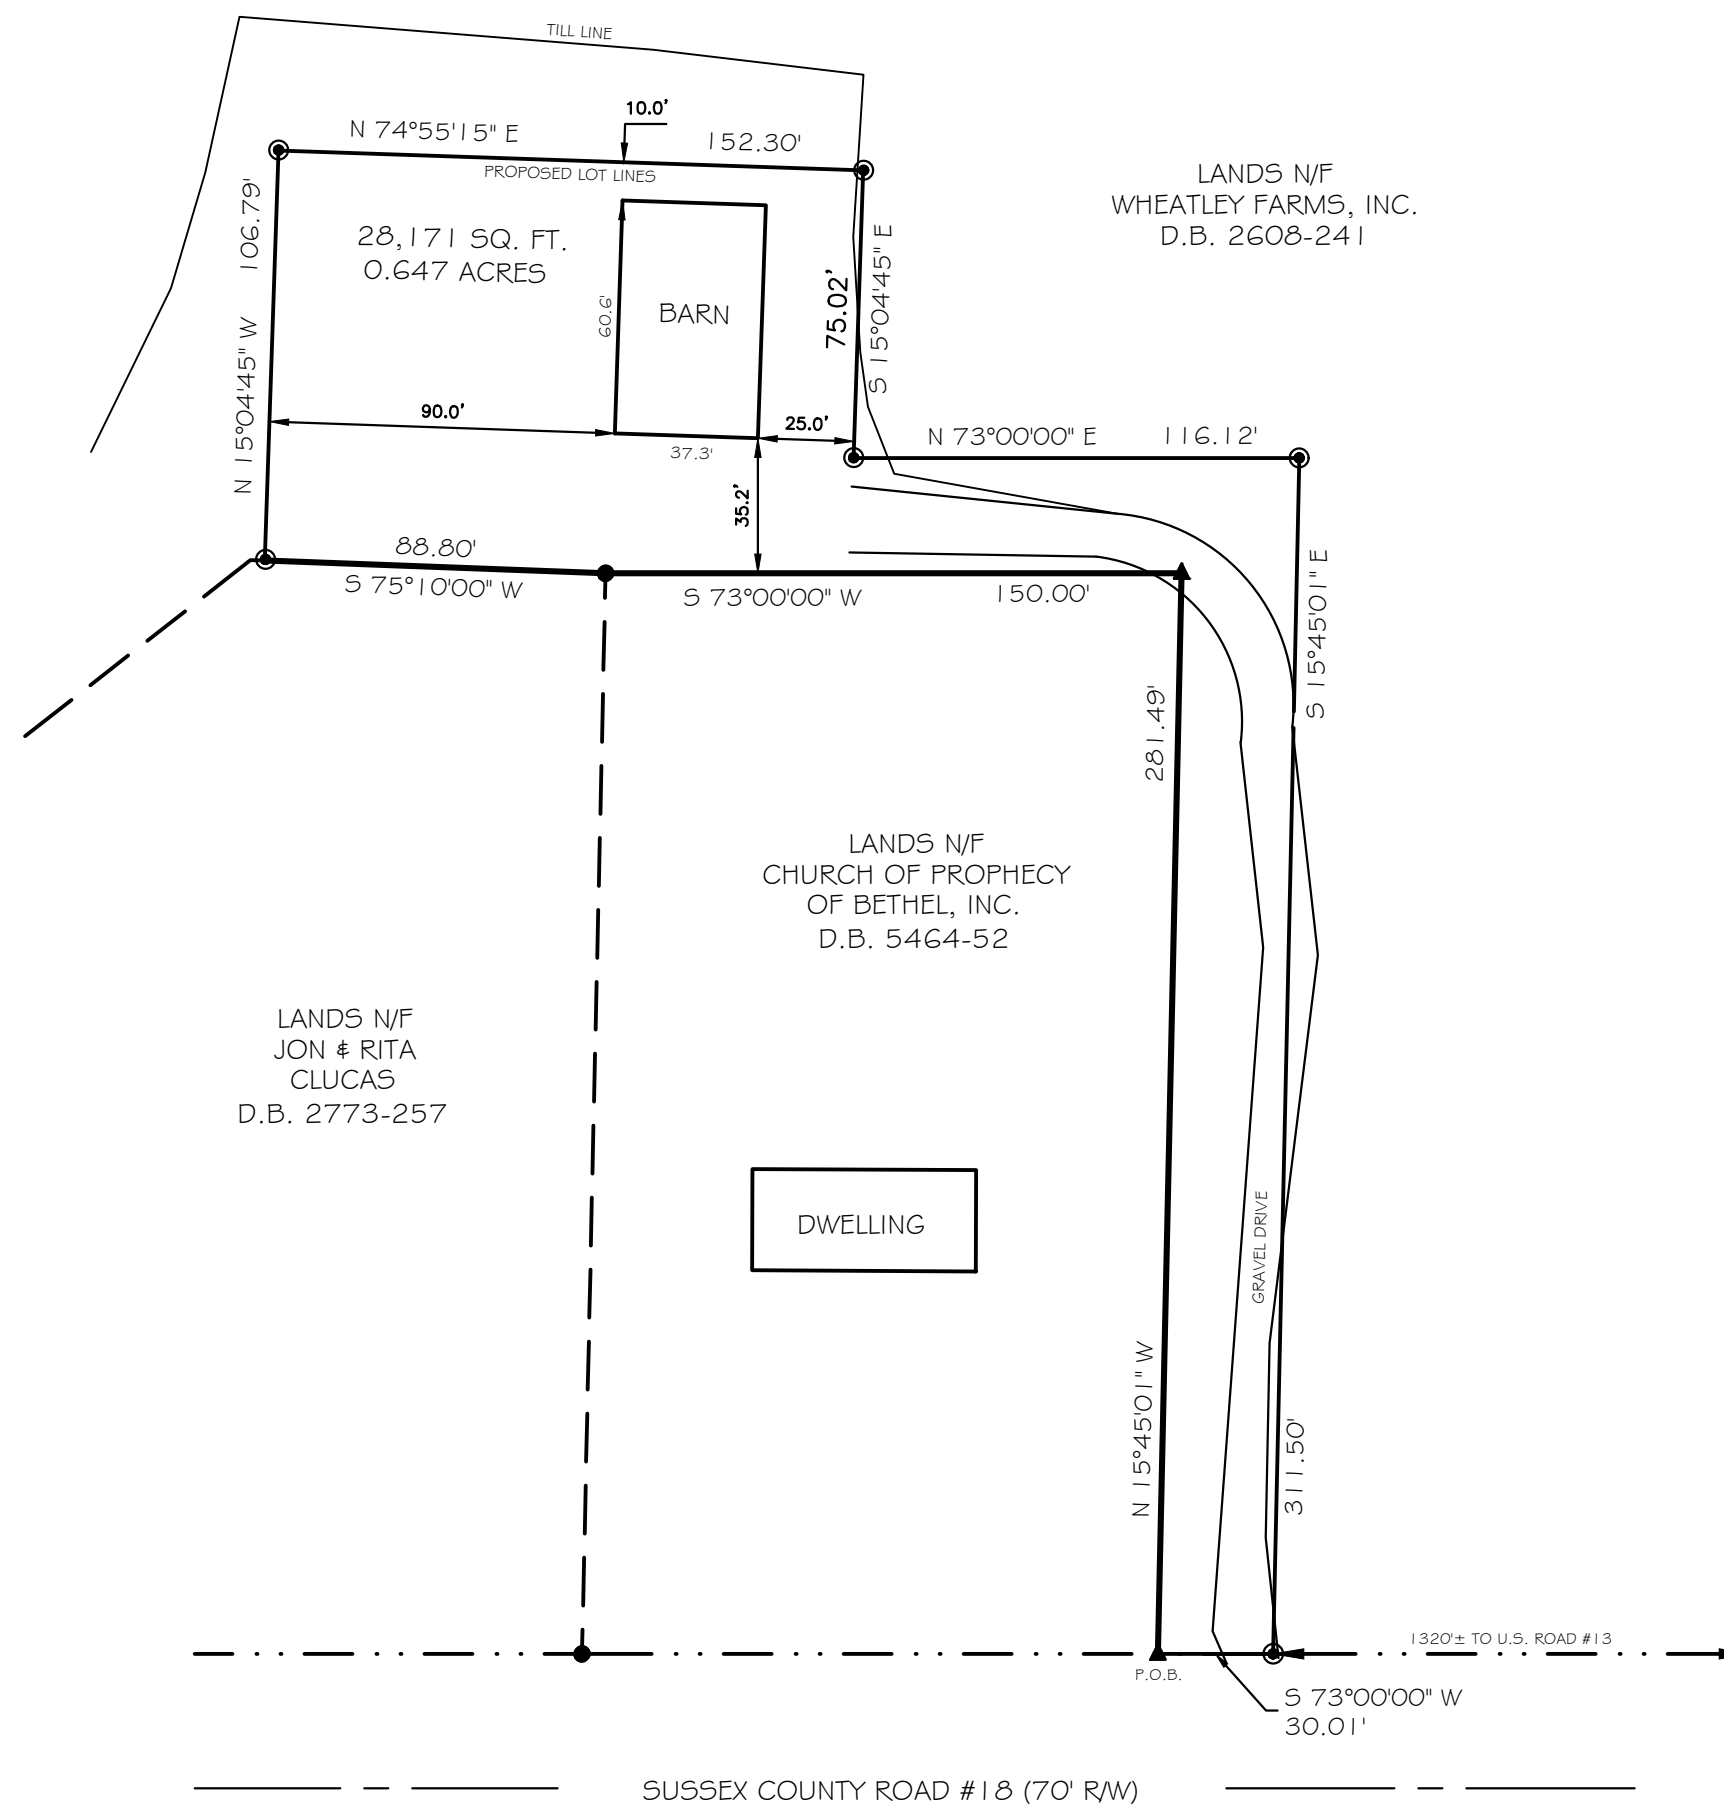 TILL LINE
10.0'
N 74°55'15" E
152.30'
PROPOSED LOT LINES
LANDS N/F
WHEATLEY FARMS, INC.
D.B. 2608-241
N 15°04'45" W 106.79'
28,171 SQ. FT.
0.647 ACRES
60.6'
BARN
75.02'
S 15°04'45" E
90.0'
25.0'
37.3'
N 73°00'00" E 116.12'
35.2'
88.80'
S 75°10'00" W
S 73°00'00" W
150.00'
S 15°45'01" E
281.49'
LANDS N/F
CHURCH OF PROPHECY
OF BETHEL, INC.
D.B. 5464-52
LANDS N/F
JON & RITA
CLUCAS
D.B. 2773-257
DWELLING
GRAVEL DRIVE
N 15°45'01" W
311.50'
1320'± TO U.S. ROAD #13
P.O.B.
S 73°00'00" W
30.01'
SUSSEX COUNTY ROAD #18 (70' R/W)